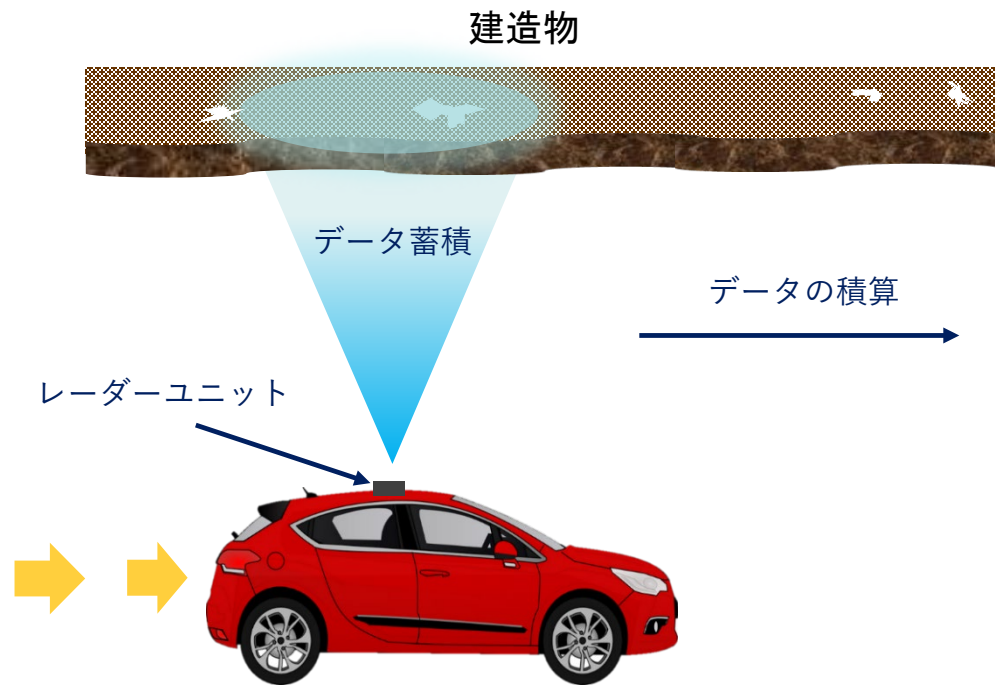 建造物
データ蓄積
データの積算
レーダーユニット